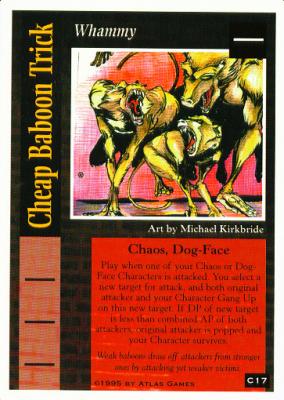 Whammy
Cheap Baboon Trick
Art by Michael Kirkbride
Chaos, Dog-Face
Play when one of your Chaos or Dog-
Face Characters is attacked. You select a
new target for attack, and both original
attacker and your Character Gang Up
on this new target. If DP of new target
is less than combined AP of both
attackers, original attacker is popped and
your Character survives.
Weak baboons draw off attackers from stronger
ones by attacking yet weaker victims.
©1995 BY ATLAS GAMES
C17